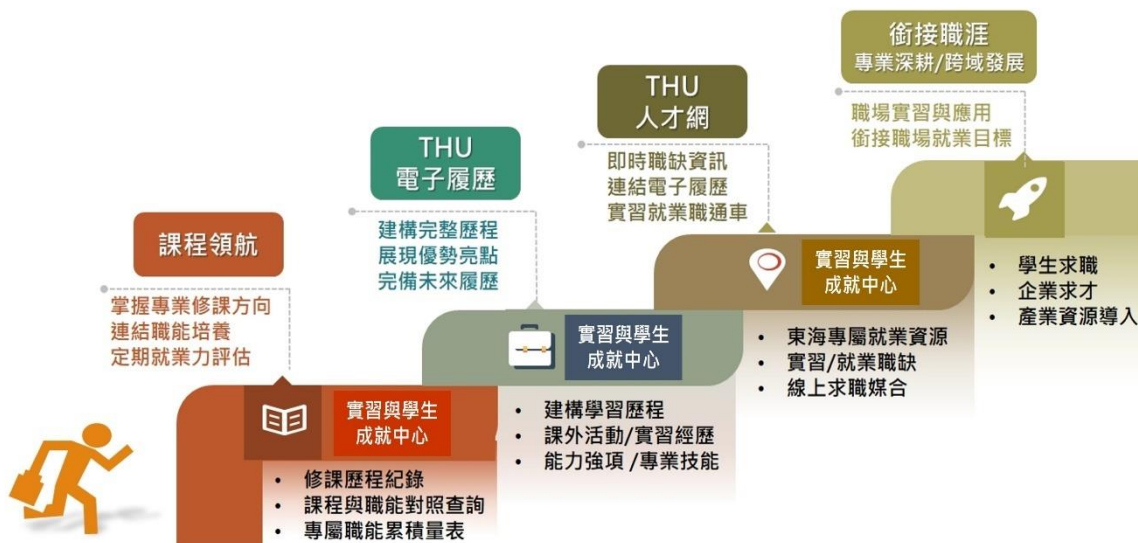 課程領航
掌握專業修課方向
連結職能培養
定期就業力評估
實習與學生
成就中心
• 修課歷程紀錄
• 課程與職能對照查詢
• 專屬職能累積量表
THU
電子履歷
建構完整歷程
展現優勢亮點
完備未來履歷
實習與學生
成就中心
• 建構學習歷程
• 課外活動/實習經歷
• 能力強項 /專業技能
THU
人才網
即時職缺資訊
連結電子履歷
實習就業職通車
實習與學生
成就中心
• 東海專屬就業資源
• 實習/就業職缺
• 線上求職媒合
銜接職涯
專業深耕/跨域發展
職場實習與應用
銜接職場就業目標
• 學生求職
• 企業求才
• 產業資源導入